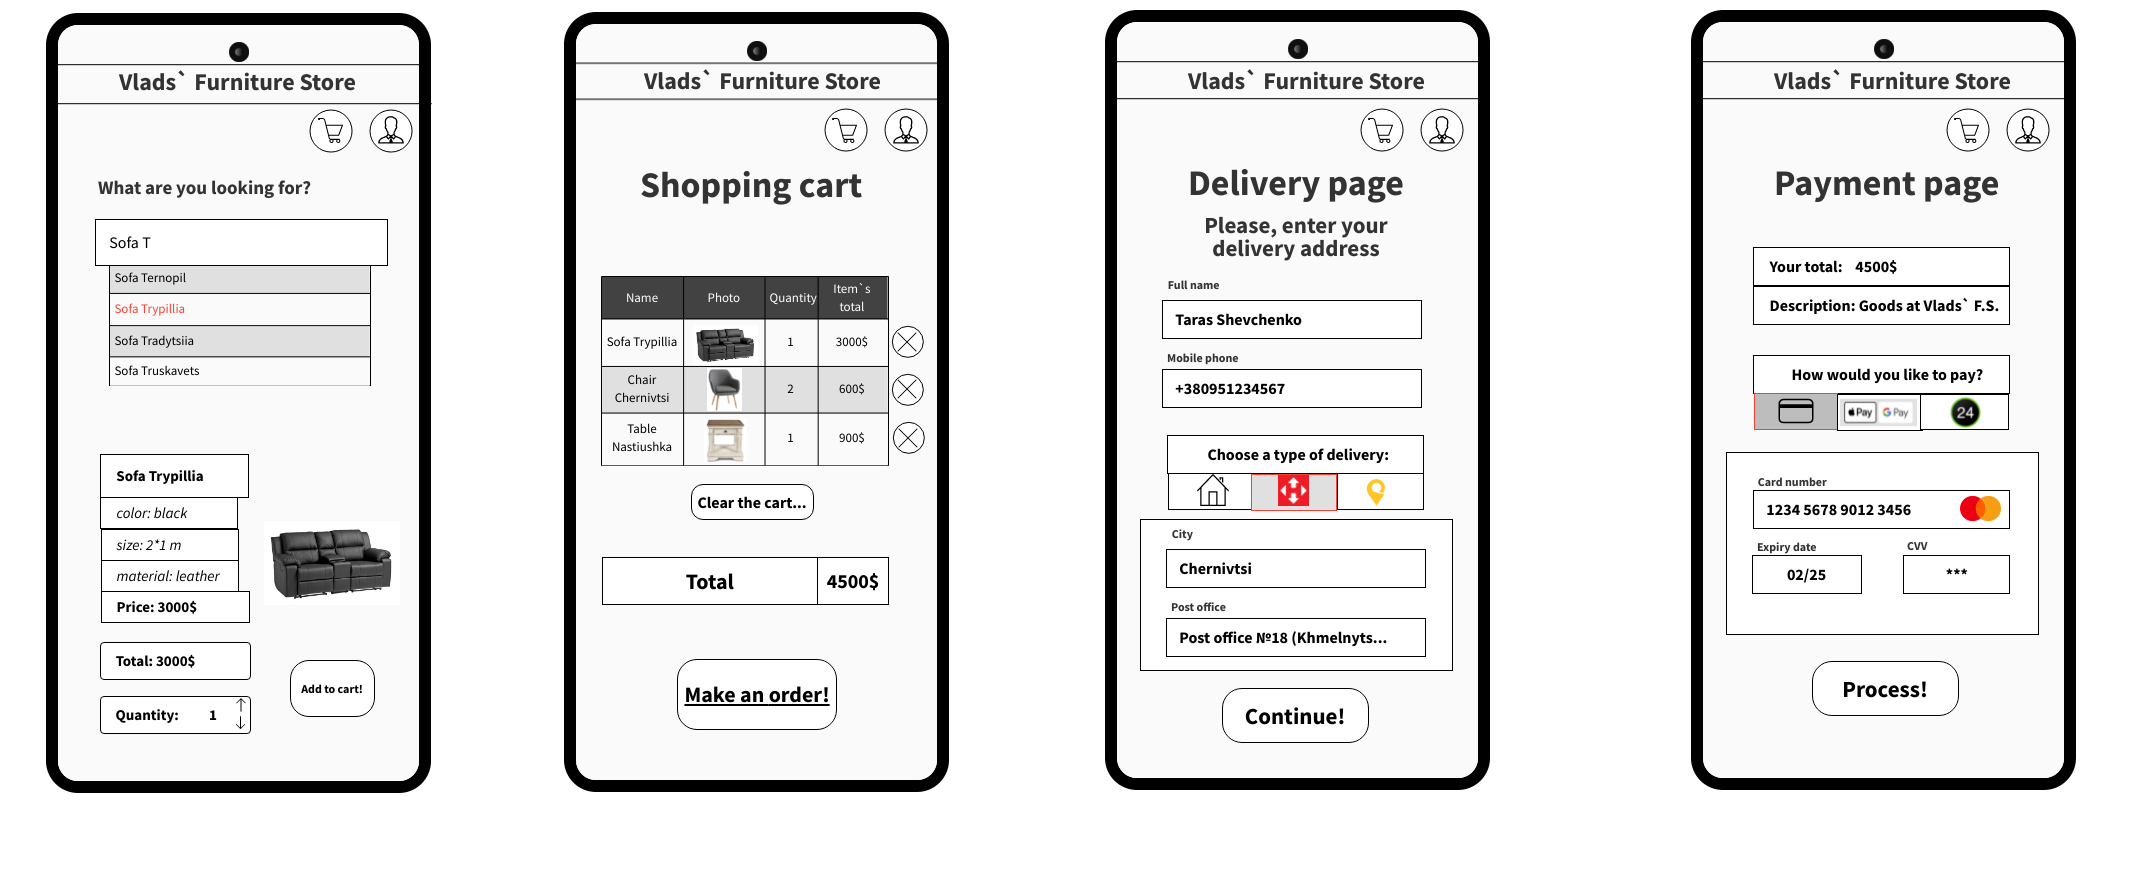 Vlads` Furniture Store
What are you looking for?
Sofa T
Sofa Ternopil
Sofa Trypillia
Sofa Tradytsiia
Sofa Truskavets
Sofa Trypillia
color: black
size: 2*1 m
material: leather
Price: 3000$
Total: 3000$
Add to cart!
Quantity: 1
Vlads` Furniture Store
Shopping cart
Name Photo Quantity Item`s total
Sofa Trypillia 1 3000$
Chair Chernivtsi 2 600$
Table Nastiushka 1 900$
Clear the cart...
Total 4500$
Make an order!
Vlads` Furniture Store
Delivery page
Please, enter your
delivery address
Full name
Taras Shevchenko
Mobile phone
+380951234567
Choose a type of delivery:
City
Chernivtsi
Post office
Post office №18 (Khmelnyts...
Continue!
Vlads` Furniture Store
Payment page
Your total: 4500$
Description: Goods at Vlads` F.S.
How would you like to pay?
Pay G Pay 24
Card number
1234 5678 9012 3456
Expiry date CVV
02/25 ***
Process!